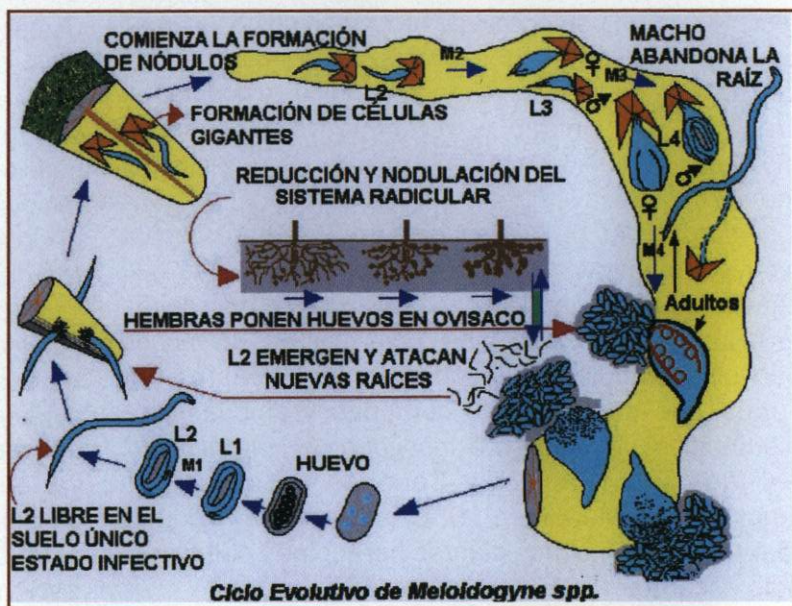 COMIENZA LA FORMACIÓN
DE NÓDULOS
FORMACIÓN DE CÉLULAS
GIGANTES
L2
M2
L3
♀
♂
M3
MACHO
ABANDONA LA
RAÍZ
L4
♂
♀
M4
Adultos
REDUCCIÓN Y NODULACIÓN DEL
SISTEMA RADICULAR
HEMBRAS PONEN HUEVOS EN OVISACO
L2 EMERGEN Y ATACAN
NUEVAS RAÍCES
HUEVO
L1
L2
M1
L2 LIBRE EN EL
SUELO ÚNICO
ESTADO INFECTIVO
Ciclo Evolutivo de Meloidogyne spp.